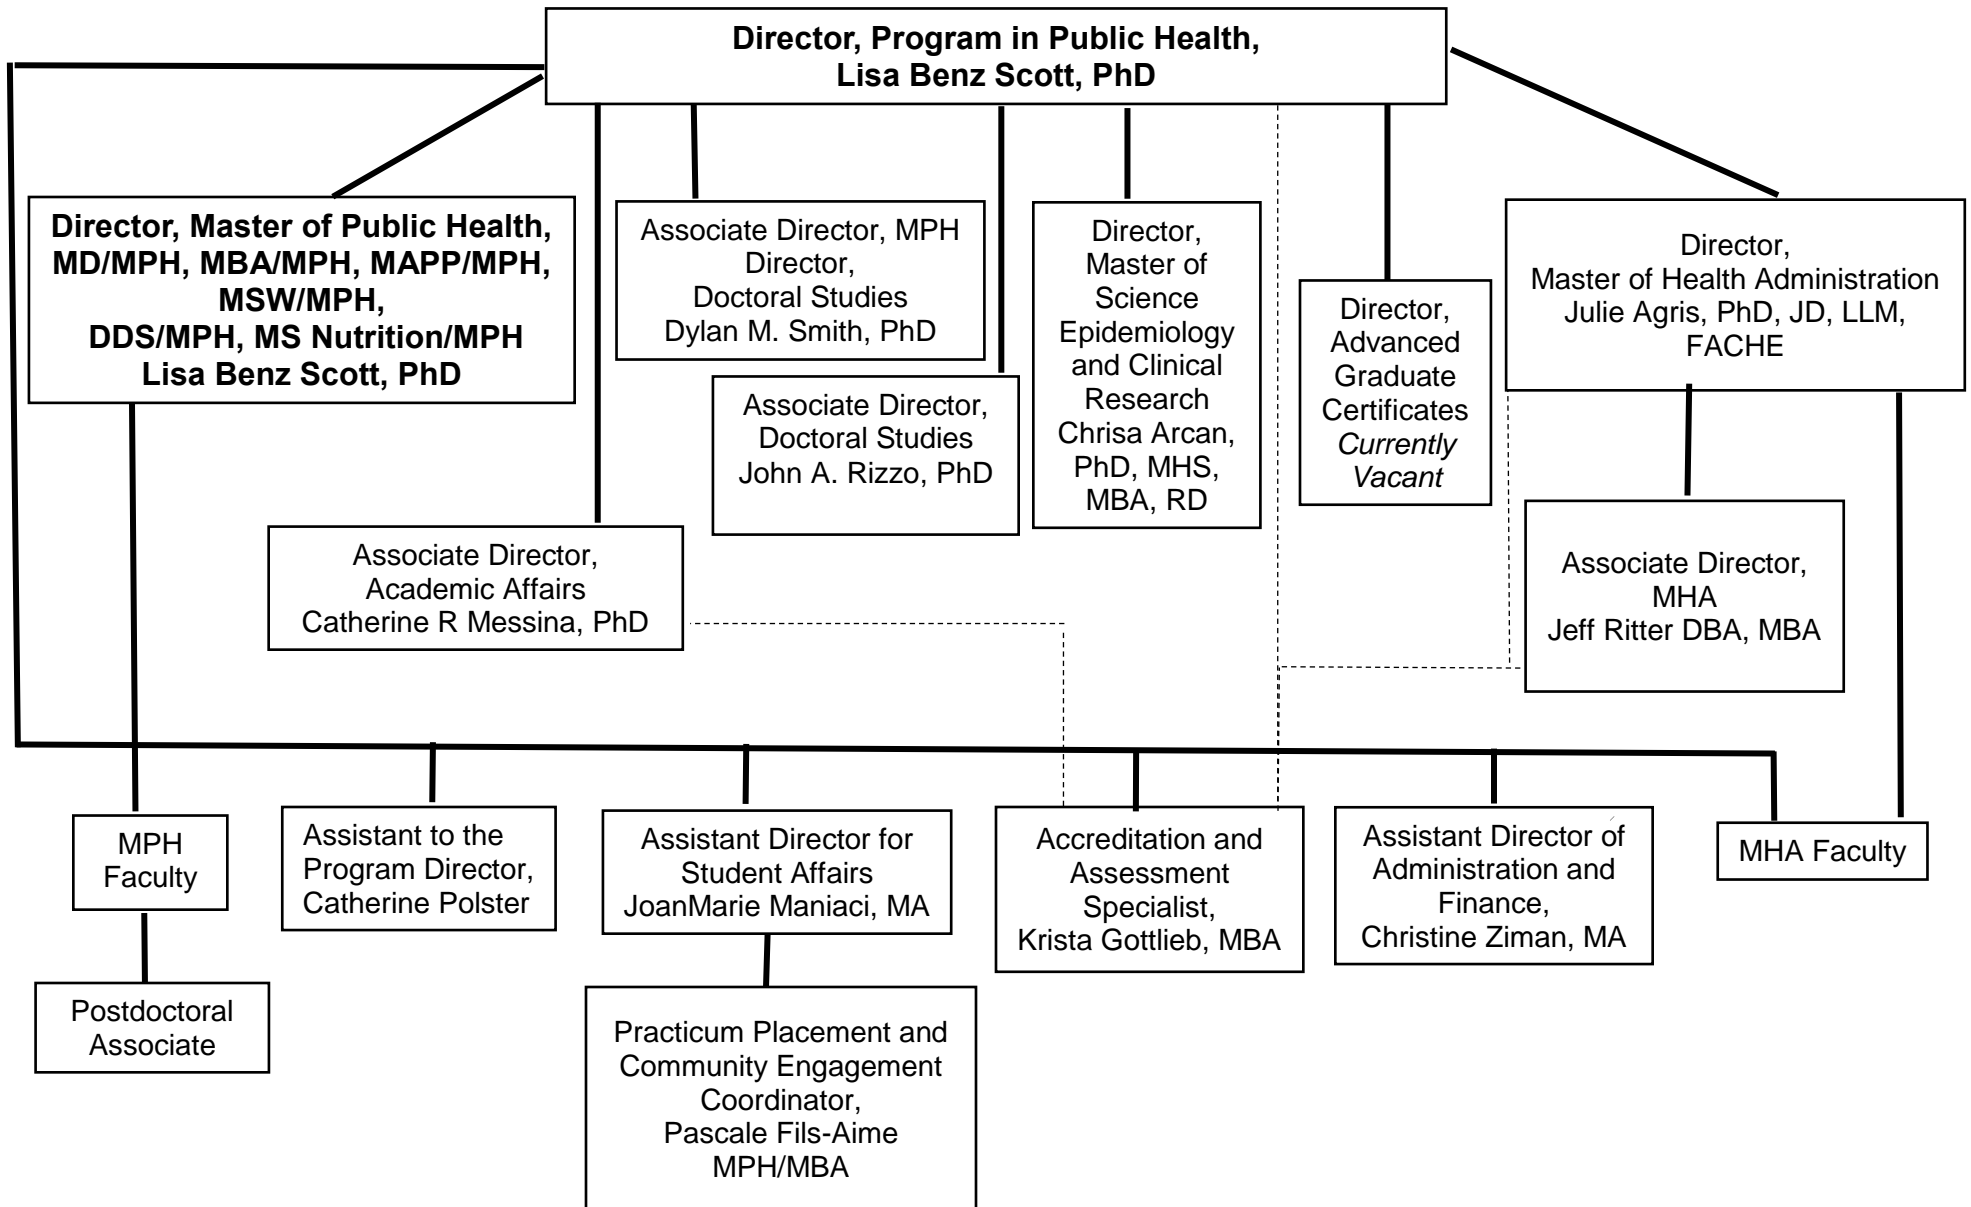 Director, Program in Public Health,
Lisa Benz Scott, PhD
Director, Master of Public Health,
MD/MPH, MBA/MPH, MAPP/MPH,
MSW/MPH,
DDS/MPH, MS Nutrition/MPH
Lisa Benz Scott, PhD
Associate Director, MPH
Director,
Doctoral Studies
Dylan M. Smith, PhD
Associate Director,
Doctoral Studies
John A. Rizzo, PhD
Director,
Master of
Science
Epidemiology
and Clinical
Research
Chrisa Arcan,
PhD, MHS,
MBA, RD
Director,
Advanced
Graduate
Certificates
Currently
Vacant
Director,
Master of Health Administration
Julie Agris, PhD, JD, LLM,
FACHE
Associate Director,
Academic Affairs
Catherine R Messina, PhD
Associate Director,
MHA
Jeff Ritter DBA, MBA
MPH
Faculty
Assistant to the
Program Director,
Catherine Polster
Assistant Director for
Student Affairs
JoanMarie Maniaci, MA
Accreditation and
Assessment
Specialist,
Krista Gottlieb, MBA
Assistant Director of
Administration and
Finance,
Christine Ziman, MA
MHA Faculty
Postdoctoral
Associate
Practicum Placement and
Community Engagement
Coordinator,
Pascale Fils-Aime
MPH/MBA